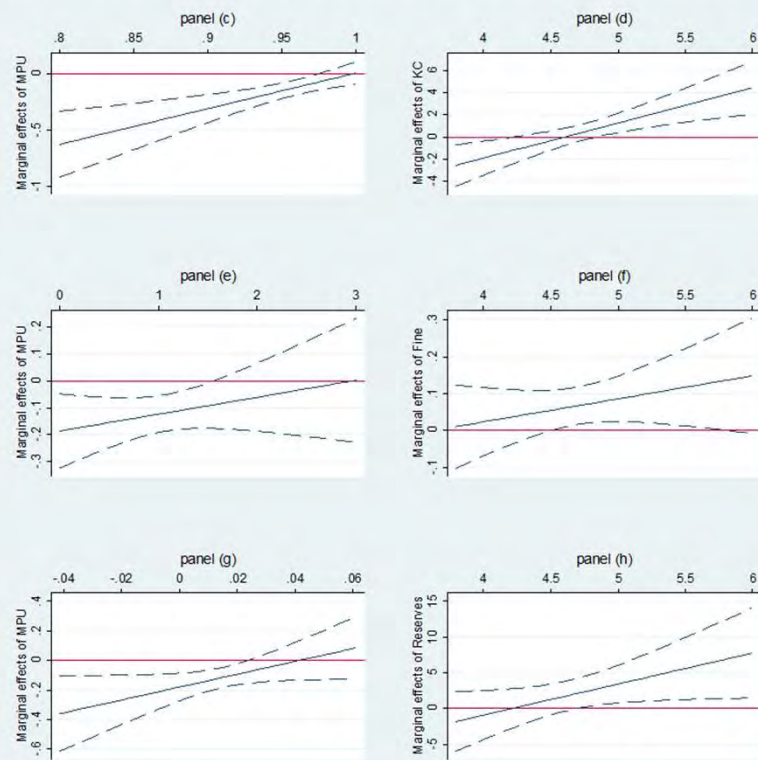 panel (c)
.8 .85 .9 .95 1
Marginal effects of MPU
0
-.5
-1
panel (d)
4 4.5 5 5.5 6
Marginal effects of KC
6
4
2
0
-2
-4
panel (e)
0 1 2 3
Marginal effects of MPU
.2
.1
0
-.1
-.2
-.3
panel (f)
4 4.5 5 5.5 6
Marginal effects of Fine
.3
.2
.1
0
-.1
panel (g)
-.04 -.02 0 .02 .04 .06
Marginal effects of MPU
.4
.2
0
-.2
-.4
-.6
panel (h)
4 4.5 5 5.5 6
Marginal effects of Reserves
15
10
5
0
-5